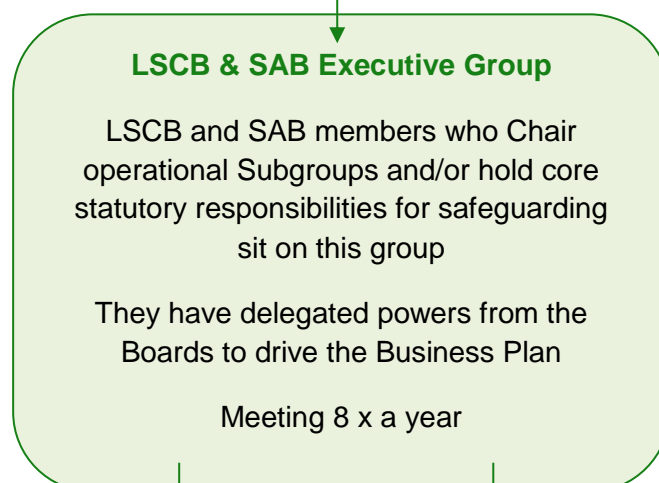 LSCB & SAB Executive Group
LSCB and SAB members who Chair
operational Subgroups and/or hold core
statutory responsibilities for safeguarding
sit on this group
They have delegated powers from the
Boards to drive the Business Plan
Meeting 8 x a year